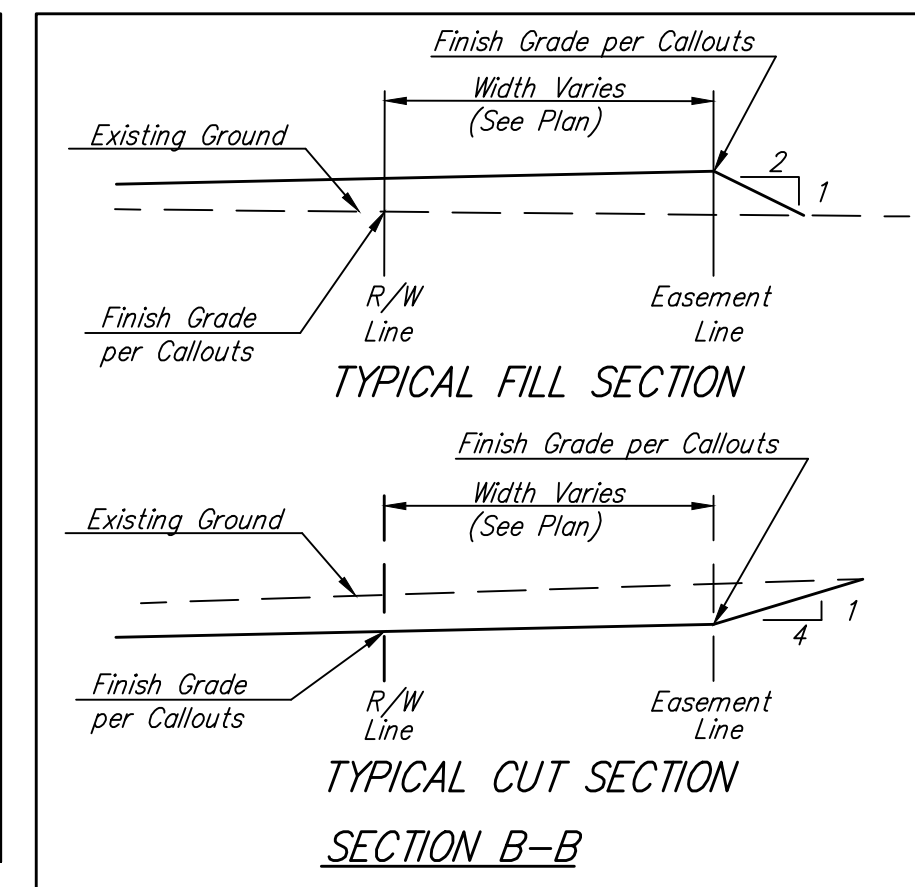 Finish Grade per Callouts
Width Varies
(See Plan)
Existing Ground
2
1
R/W
Line
Easement
Line
Finish Grade
per Callouts
TYPICAL FILL SECTION
Finish Grade per Callouts
Width Varies
(See Plan)
Existing Ground
1
4
Finish Grade
per Callouts
R/W
Line
Easement
Line
TYPICAL CUT SECTION
SECTION B-B